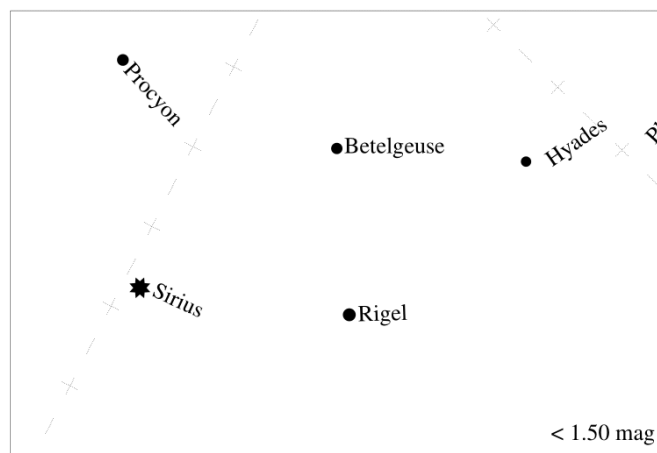 Procyon
Betelgeuse
Hyades
Sirius
Rigel
< 1.50 mag